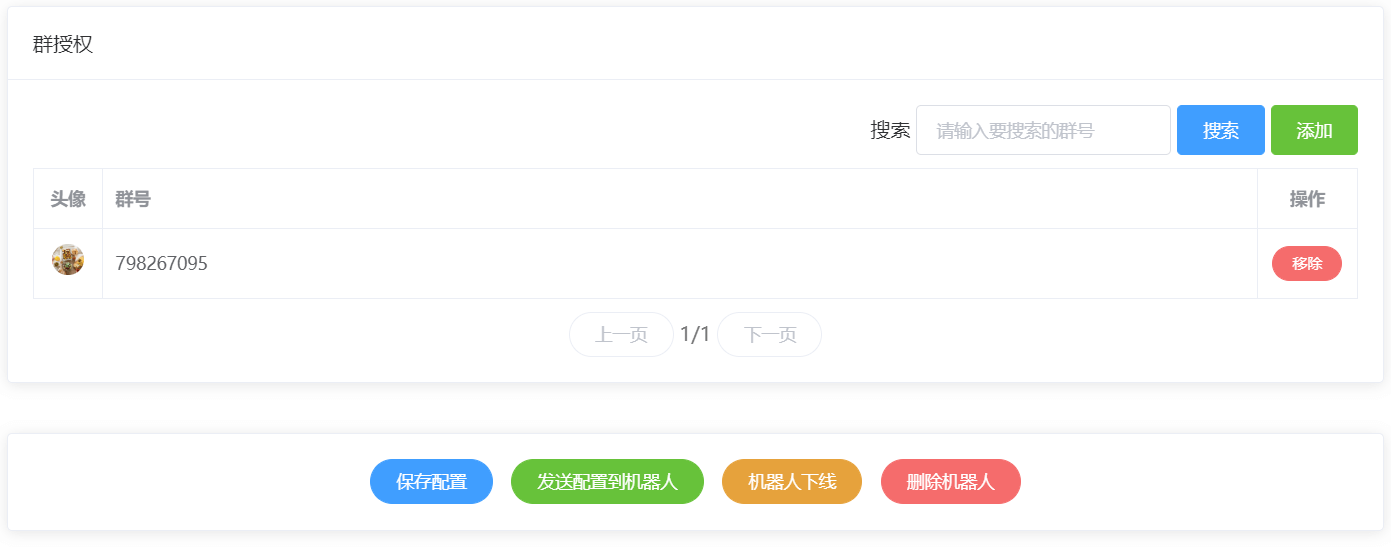 群授权
搜索 请输入要搜索的群号 搜索 添加
头像 群号 操作
798267095 移除
上一页 1/1 下一页
保存配置 发送配置到机器人 机器人下线 删除机器人